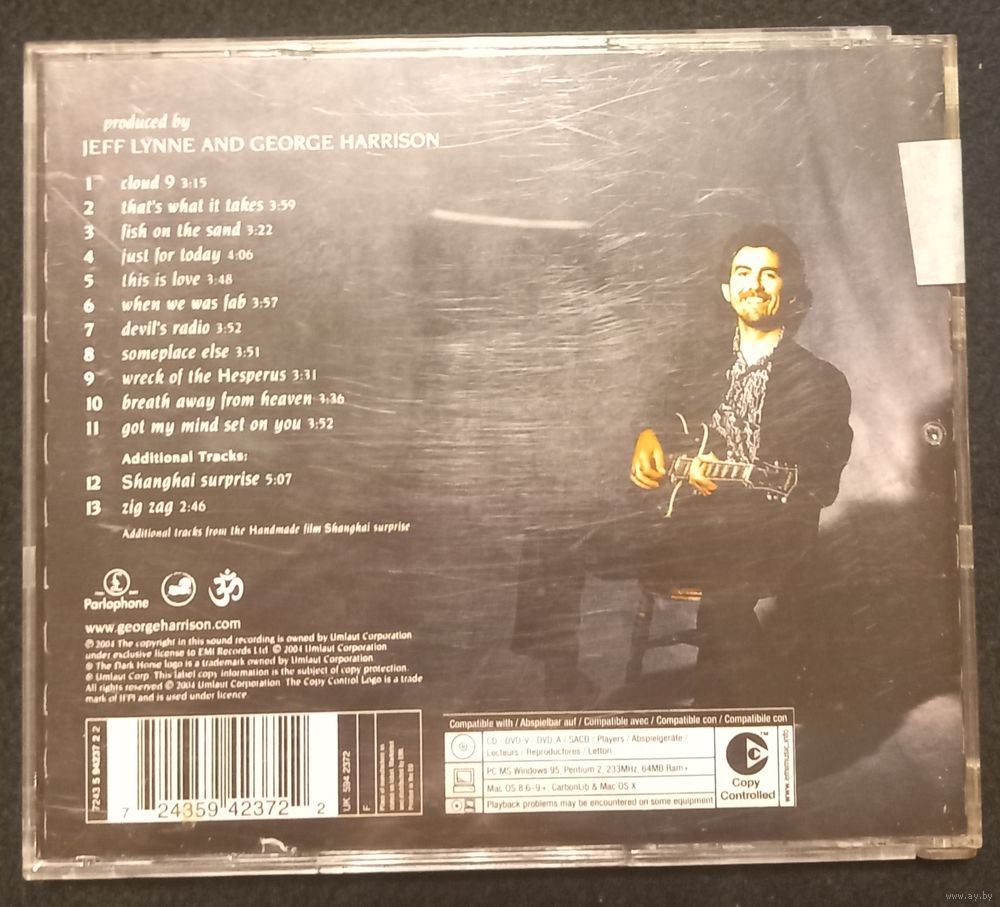 produced by
JEFF LYNNE AND GEORGE HARRISON
1 cloud 9 3:15
2 that's what it takes 3:59
3 fish on the sand 3:22
4 just for today 4:06
5 this is love 3:48
6 when we was fab 3:57
7 devil's radio 3:52
8 someplace else 3:51
9 wreck of the Hesperus 3:31
10 breath away from heaven 3:36
11 got my mind set on you 3:52
Additional Tracks:
12 Shanghai surprise 5:07
13 zig zag 2:46
Additional tracks from the Handmade film Shanghai surprise
Parlophone
www.georgeharrison.com
℗ 2004 The copyright in this sound recording is owned by Umlaut Corporation
under exclusive license to EMI Records Ltd © 2004 Umlaut Corporation
® The Dark Horse logo is a trademark owned by Umlaut Corporation
® Umlaut Corp This label copy information is the subject of copy protection.
All rights reserved © 2004 Umlaut Corporation The Copy Control Logo is a trade
mark of IFPI and is used under licence
7243 5 94237 2 2
7 24359 42372 2
UK 594 2372
F
Printed in the EU
Compatible with / Abspielbar auf / Compatible avec / Compatible con / Compatibile con
CD / DVD-V / DVD-A / SACD / Players / Abspielgeräte /
Lecteurs / Reproductores / Lettori
PC MS Windows 95, Pentium 2, 233MHz, 64MB Ram+
Mac OS 8.6-9+, CarbonLib & Mac OS X
Playback problems may be encountered on some equipment
TM
Copy
Controlled
www.emimusic.info
www.ay.by